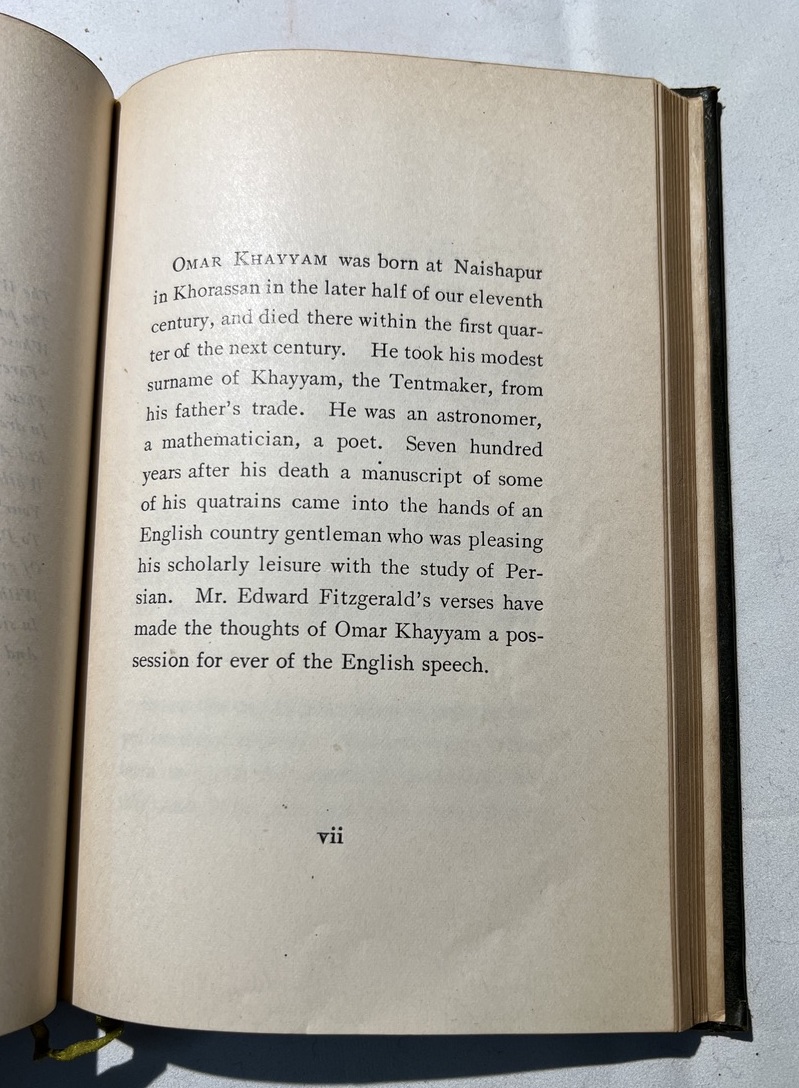 OMAR KHAYYAM was born at Naishapur
in Khorassan in the later half of our eleventh
century, and died there within the first quar-
ter of the next century. He took his modest
surname of Khayyam, the Tentmaker, from
his father's trade. He was an astronomer,
a mathematician, a poet. Seven hundred
years after his death a manuscript of some
of his quatrains came into the hands of an
English country gentleman who was pleasing
his scholarly leisure with the study of Per-
sian. Mr. Edward Fitzgerald's verses have
made the thoughts of Omar Khayyam a pos-
session for ever of the English speech.
vii